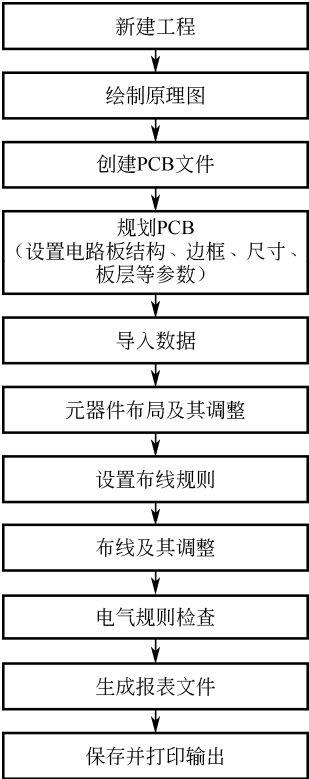 新建工程
绘制原理图
创建PCB文件
规划PCB
（设置电路板结构、边框、尺寸、
板层等参数）
导入数据
元器件布局及其调整
设置布线规则
布线及其调整
电气规则检查
生成报表文件
保存并打印输出